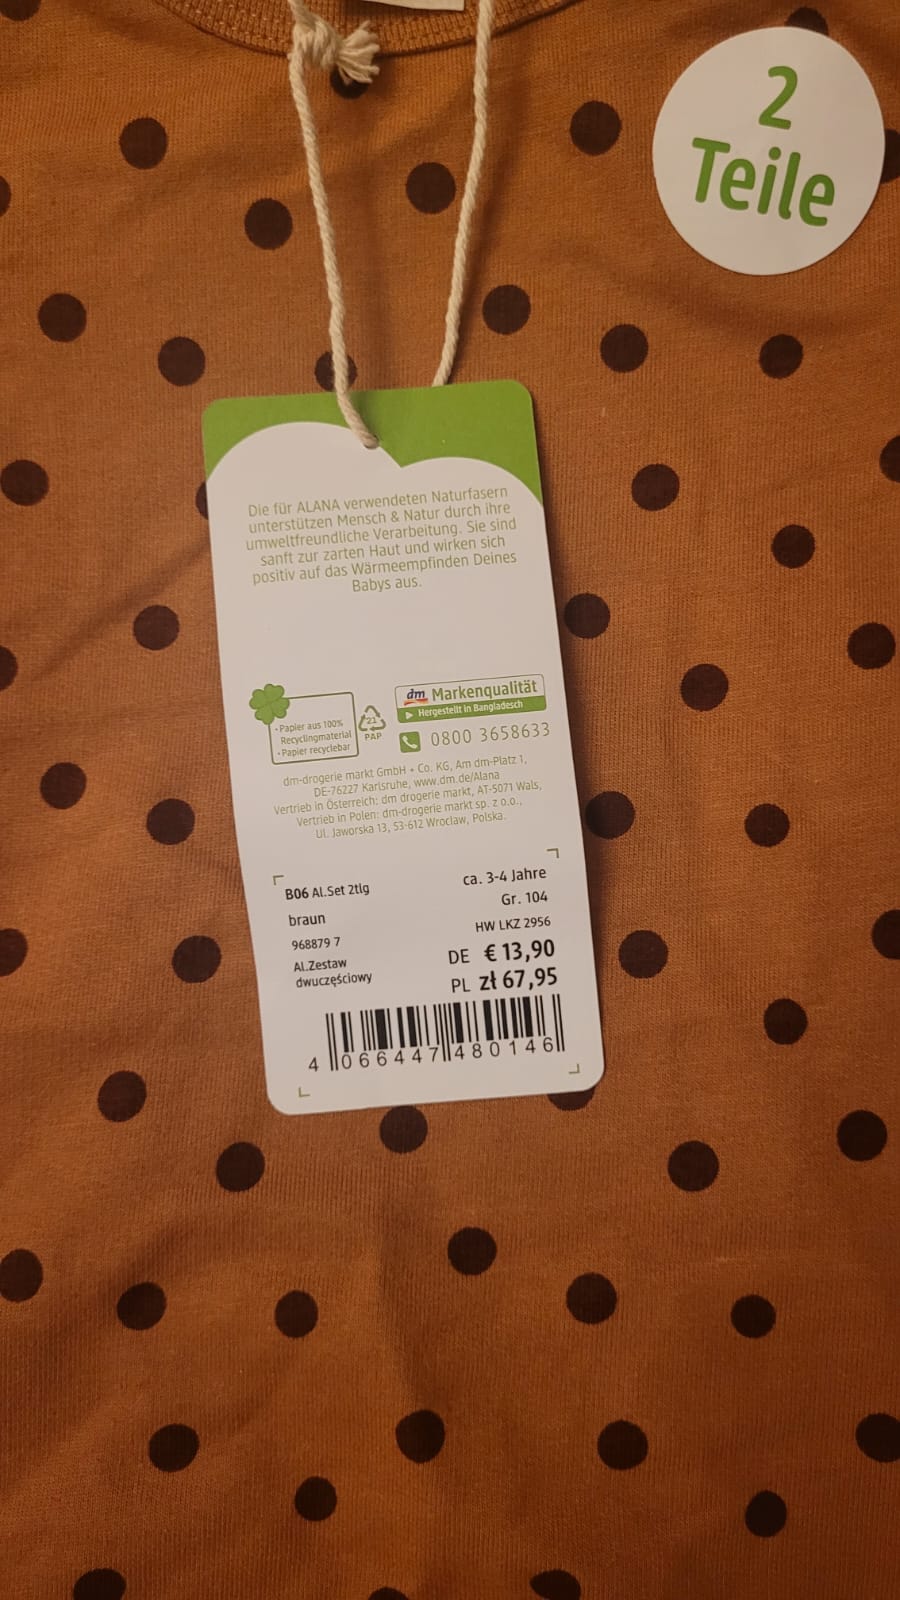 2
Teile
Die für ALANA verwendeten Naturfasern
unterstützen Mensch & Natur durch ihre
umweltfreundliche Verarbeitung. Sie sind
sanft zur zarten Haut und wirken sich
positiv auf das Wärmeempfinden Deines
Babys aus.
• Papier aus 100%
Recyclingmaterial
• Papier recyclebar
21
PAP
dm Markenqualität
Hergestellt in Bangladesch
0800 3658633
dm-drogerie markt GmbH + Co. KG, Am dm-Platz 1,
DE-76227 Karlsruhe, www.dm.de/Alana
Vertrieb in Österreich: dm drogerie markt, AT-5071 Wals,
Vertrieb in Polen: dm-drogerie markt sp. z o.o.,
Ul. Jaworska 13, 53-612 Wroclaw, Polska.
B06 Al.Set 2tlg
braun
968879 7
Al.Zestaw
dwuczęściowy
ca. 3-4 Jahre
Gr. 104
HW LKZ 2956
DE € 13,90
PL zł 67,95
4 066447 480146